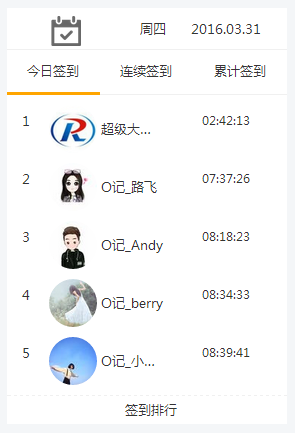 周四 2016.03.31
今日签到 连续签到 累计签到
1 R 超级大... 02:42:13
2 O记_路飞 07:37:26
3 O记_Andy 08:18:23
4 O记_berry 08:34:33
5 O记_小... 08:39:41
签到排行